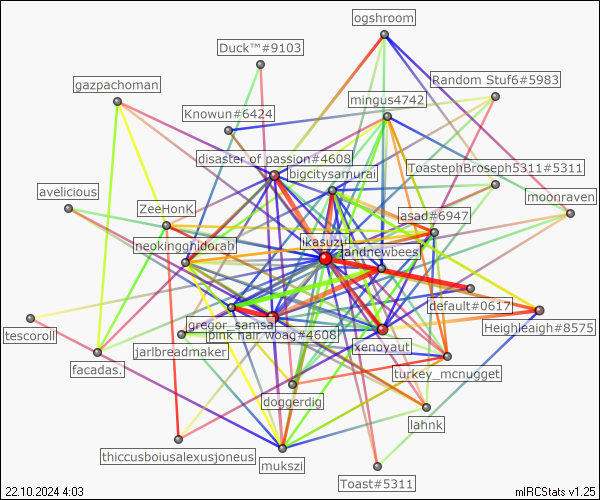 ogshroom
Duck™#9103
gazpachoman
Random Stuf6#5983
mingus4742
Knowun#6424
disaster of passion#4608
bigcitysamurai
ToastephBroseph5311#5311
avelicious
moonraven
ZeeHonK
asad#6947
neokingghidorah
ikasuzu
landnewbees
default#0617
gregor_samsa
Heighleaigh#8575
tescoroll
pink hair woag#4608
jarlbreadmaker
xenoyaut
facadas.
turkey_mcnugget
doggerdig
lahnk
thiccusboiusalexusjoneus
mukszi
Toast#5311
22.10.2024 4:03
mIRCStats v1.25